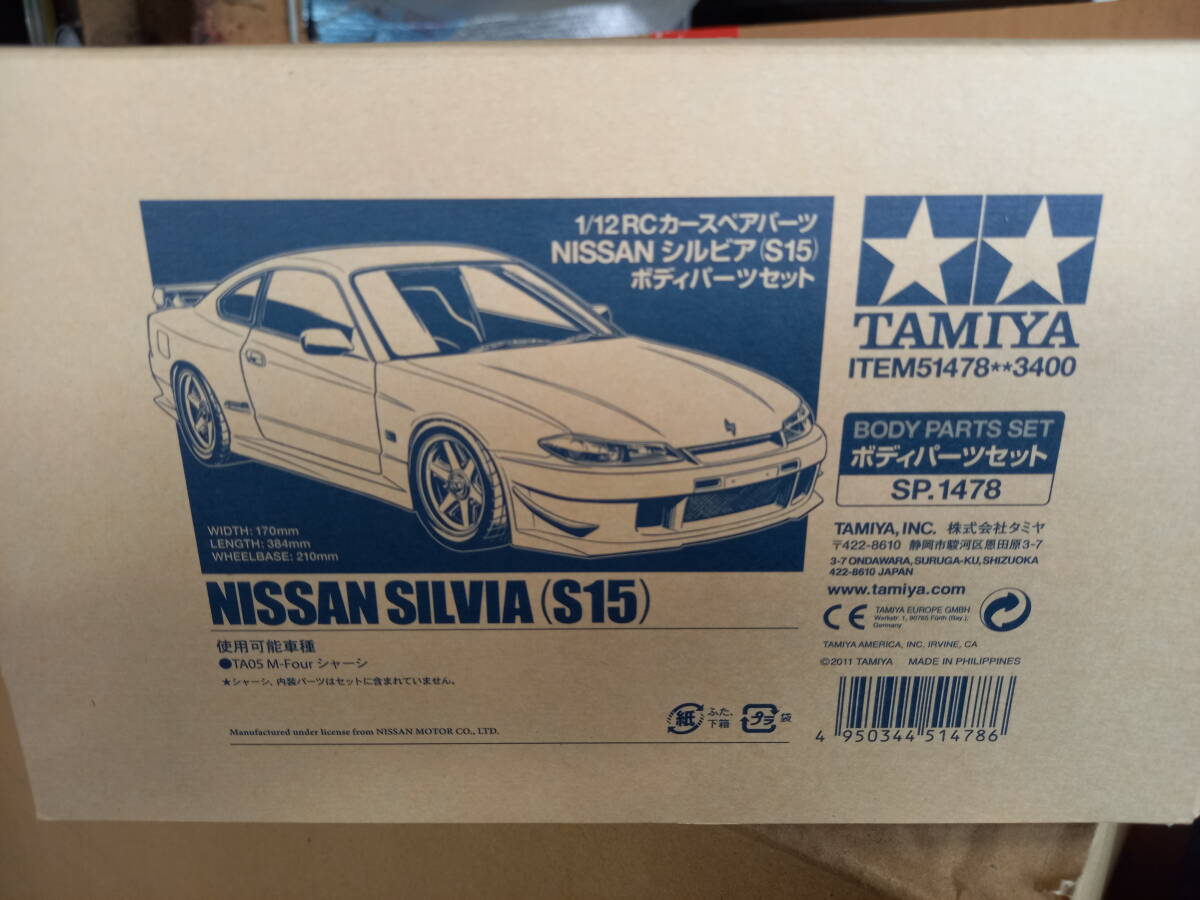 1/12 RCカースペアパーツ
NISSAN シルビア(S15)
ボディパーツセット
WIDTH: 170mm
LENGTH: 384mm
WHEELBASE: 210mm
NISSAN SILVIA (S15)
使用可能車種
●TA05 M-Four シャーシ
★シャーシ、内装パーツはセットに含まれていません。
Manufactured under license from NISSAN MOTOR CO., LTD.
紙 ふた、下箱
プラ 袋
TAMIYA
ITEM51478**3400
BODY PARTS SET
ボディパーツセット
SP.1478
TAMIYA, INC. 株式会社タミヤ
〒422-8610 静岡市駿河区恩田原3-7
3-7 ONDAWARA, SURUGA-KU, SHIZUOKA
422-8610 JAPAN
www.tamiya.com
CE
TAMIYA EUROPE GMBH
Werkstr. 1, 90765 Fürth (Bay.),
Germany
TAMIYA AMERICA, INC. IRVINE, CA
©2011 TAMIYA MADE IN PHILIPPINES
4 950344 514786